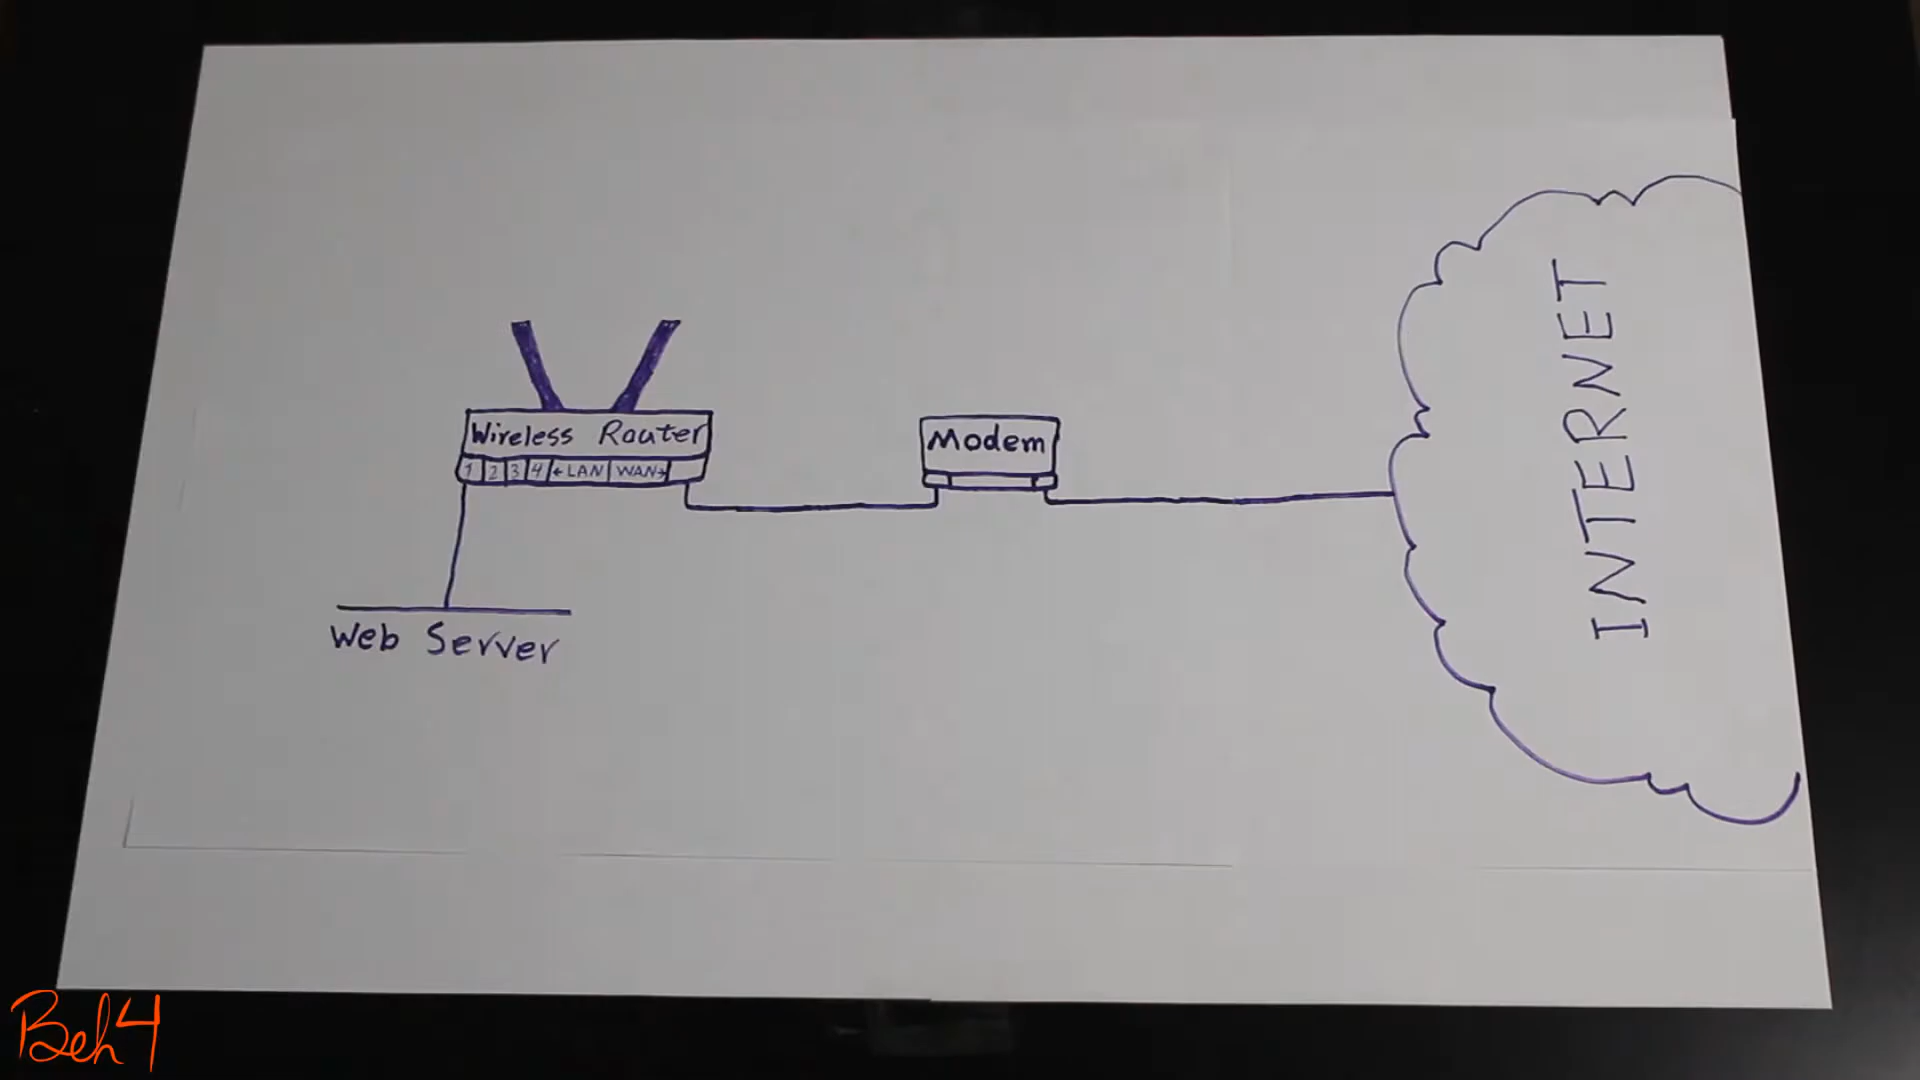 Wireless Router
1 2 3 4 ←LAN WAN→
Modem
Web Server
INTERNET
Beh4